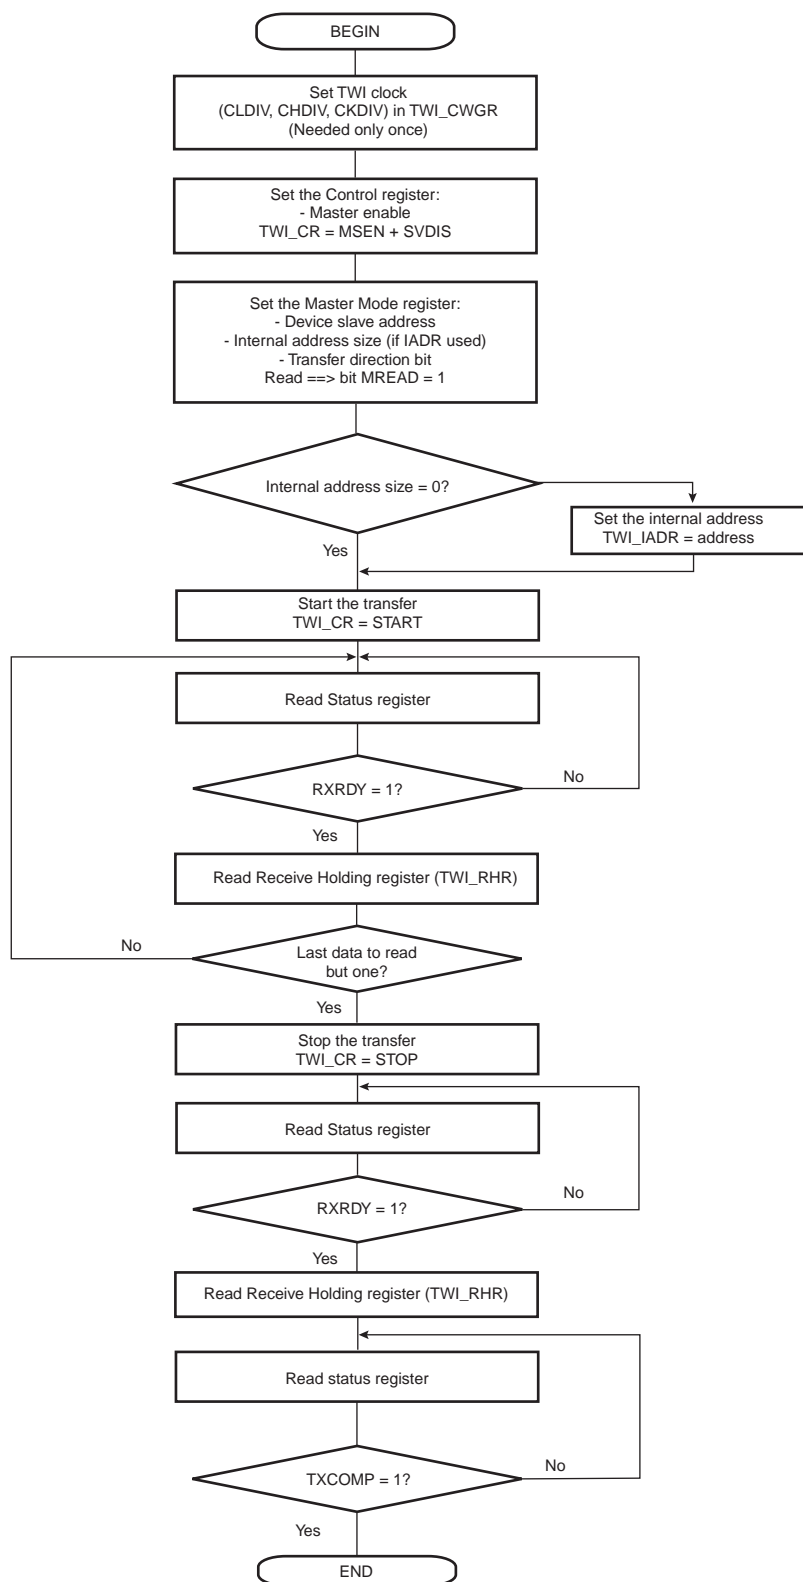 BEGIN
Set TWI clock
(CLDIV, CHDIV, CKDIV) in TWI_CWGR
(Needed only once)
Set the Control register:
- Master enable
TWI_CR = MSEN + SVDIS
Set the Master Mode register:
- Device slave address
- Internal address size (if IADR used)
- Transfer direction bit
Read ==> bit MREAD = 1
Internal address size = 0?
Set the internal address
TWI_IADR = address
Yes
Start the transfer
TWI_CR = START
Read Status register
RXRDY = 1?
No
Yes
Read Receive Holding register (TWI_RHR)
Last data to read
but one?
No
Yes
Stop the transfer
TWI_CR = STOP
Read Status register
RXRDY = 1?
No
Yes
Read Receive Holding register (TWI_RHR)
Read status register
TXCOMP = 1?
No
Yes
END